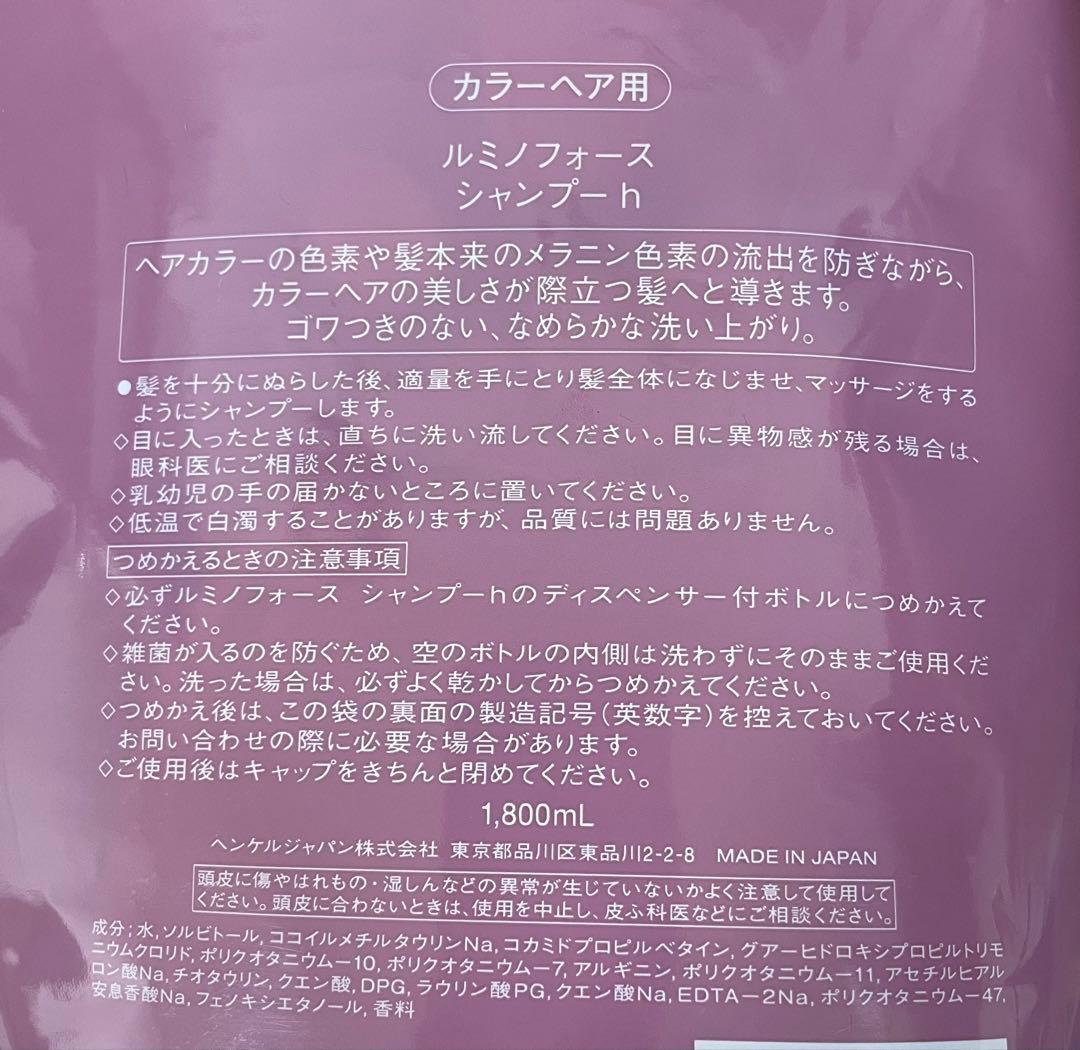 カラーヘア用
ルミノフォース
シャンプー h
ヘアカラーの色素や髪本来のメラニン色素の流出を防ぎながら、
カラーヘアの美しさが際立つ髪へと導きます。
ゴワつきのない、なめらかな洗い上がり。
●髪を十分にぬらした後、適量を手にとり髪全体になじませ、マッサージをする
ようにシャンプーします。
◇目に入ったときは、直ちに洗い流してください。目に異物感が残る場合は、
眼科医にご相談ください。
◇乳幼児の手の届かないところに置いてください。
◇低温で白濁することがありますが、品質には問題ありません。
つめかえるときの注意事項
◇必ずルミノフォース シャンプーhのディスペンサー付ボトルにつめかえて
ください。
◇雑菌が入るのを防ぐため、空のボトルの内側は洗わずにそのままご使用くだ
さい。洗った場合は、必ずよく乾かしてからつめかえてください。
◇つめかえ後は、この袋の裏面の製造記号(英数字)を控えておいてください。
お問い合わせの際に必要な場合があります。
◇ご使用後はキャップをきちんと閉めてください。
1,800mL
ヘンケルジャパン株式会社 東京都品川区東品川2-2-8 MADE IN JAPAN
頭皮に傷やはれもの・湿しんなどの異常が生じていないかよく注意して使用して
ください。頭皮に合わないときは、使用を中止し、皮ふ科医などにご相談ください。
成分;水,ソルビトール,ココイルメチルタウリンNa,コカミドプロピルベタイン,グアーヒドロキシプロピルトリモ
ニウムクロリド,ポリクオタニウムー10,ポリクオタニウムー7,アルギニン,ポリクオタニウムー11,アセチルヒアル
ロン酸Na,チオタウリン,クエン酸,DPG,ラウリン酸PG,クエン酸Na,EDTAー2Na,ポリクオタニウムー47,
安息香酸Na,フェノキシエタノール,香料